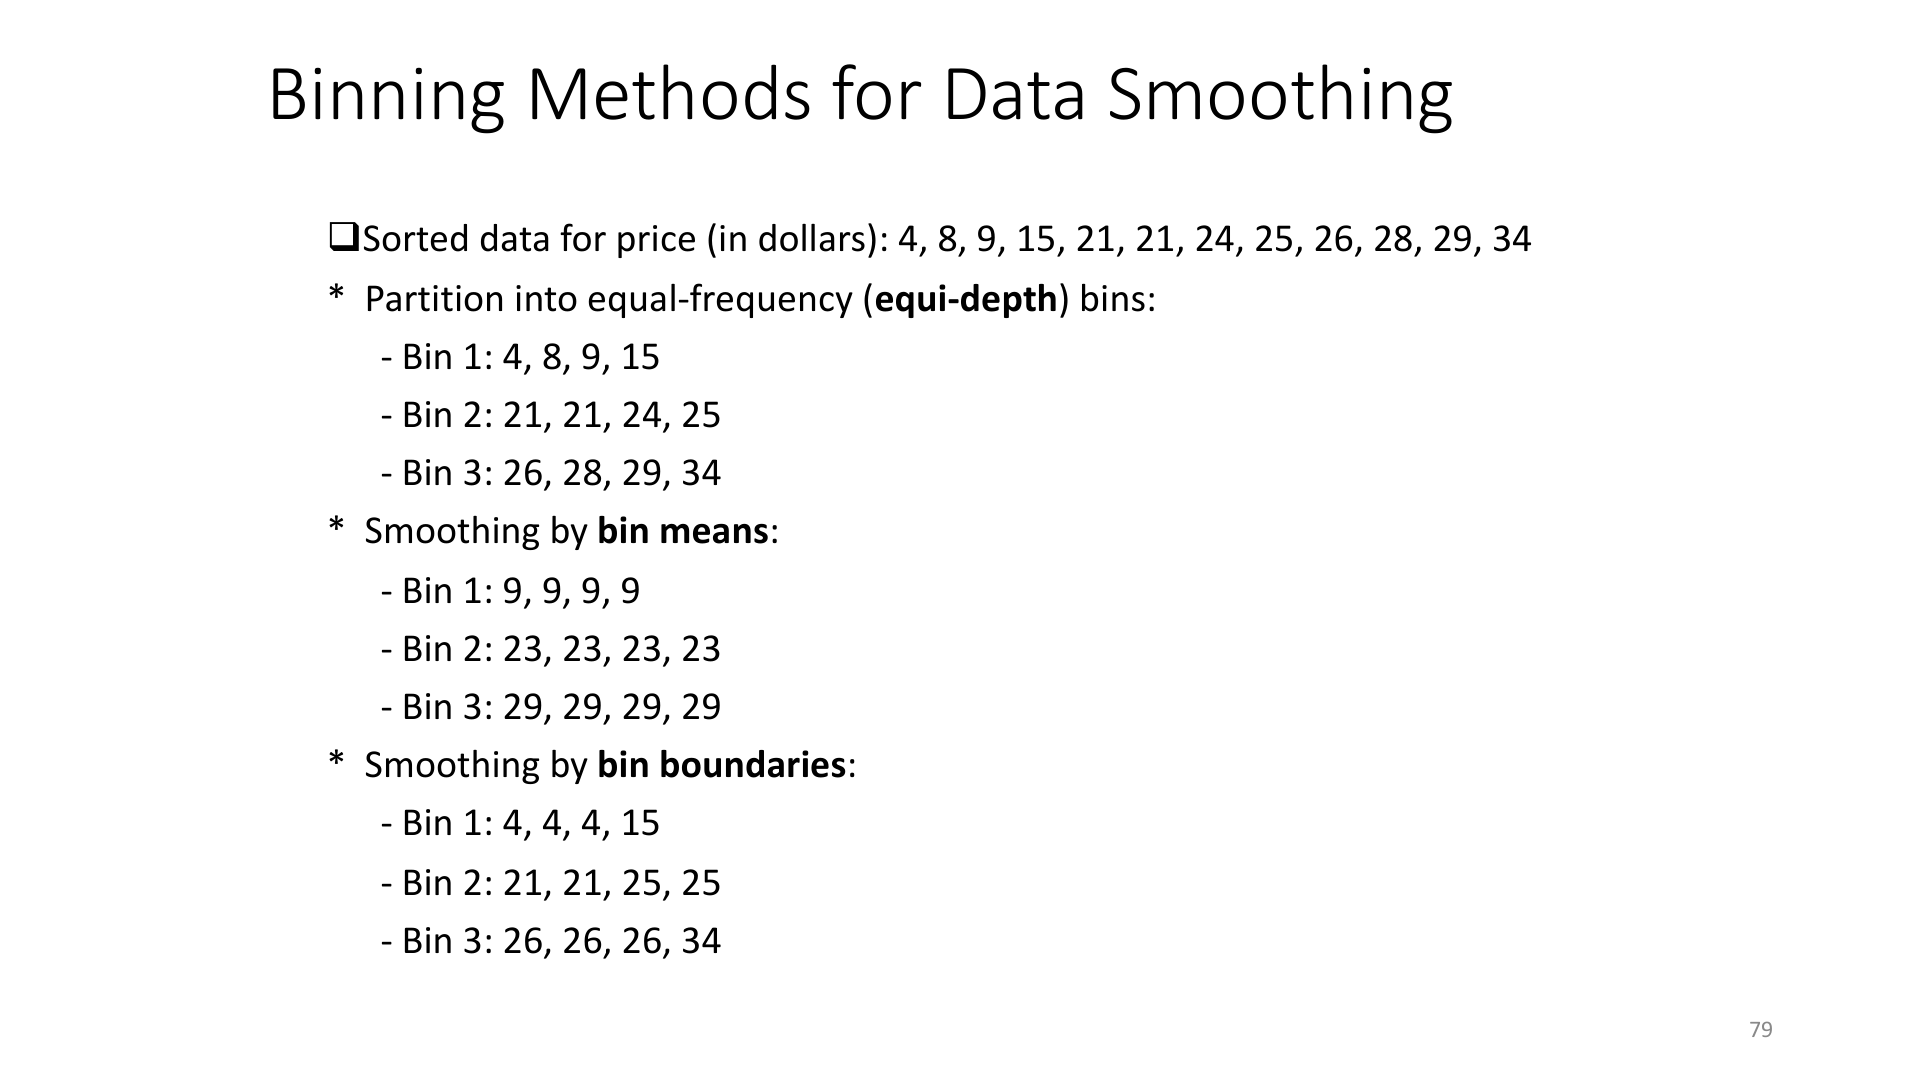 Binning Methods for Data Smoothing
❑Sorted data for price (in dollars): 4, 8, 9, 15, 21, 21, 24, 25, 26, 28, 29, 34
* Partition into equal-frequency (equi-depth) bins:
- Bin 1: 4, 8, 9, 15
- Bin 2: 21, 21, 24, 25
- Bin 3: 26, 28, 29, 34
* Smoothing by bin means:
- Bin 1: 9, 9, 9, 9
- Bin 2: 23, 23, 23, 23
- Bin 3: 29, 29, 29, 29
* Smoothing by bin boundaries:
- Bin 1: 4, 4, 4, 15
- Bin 2: 21, 21, 25, 25
- Bin 3: 26, 26, 26, 34
79